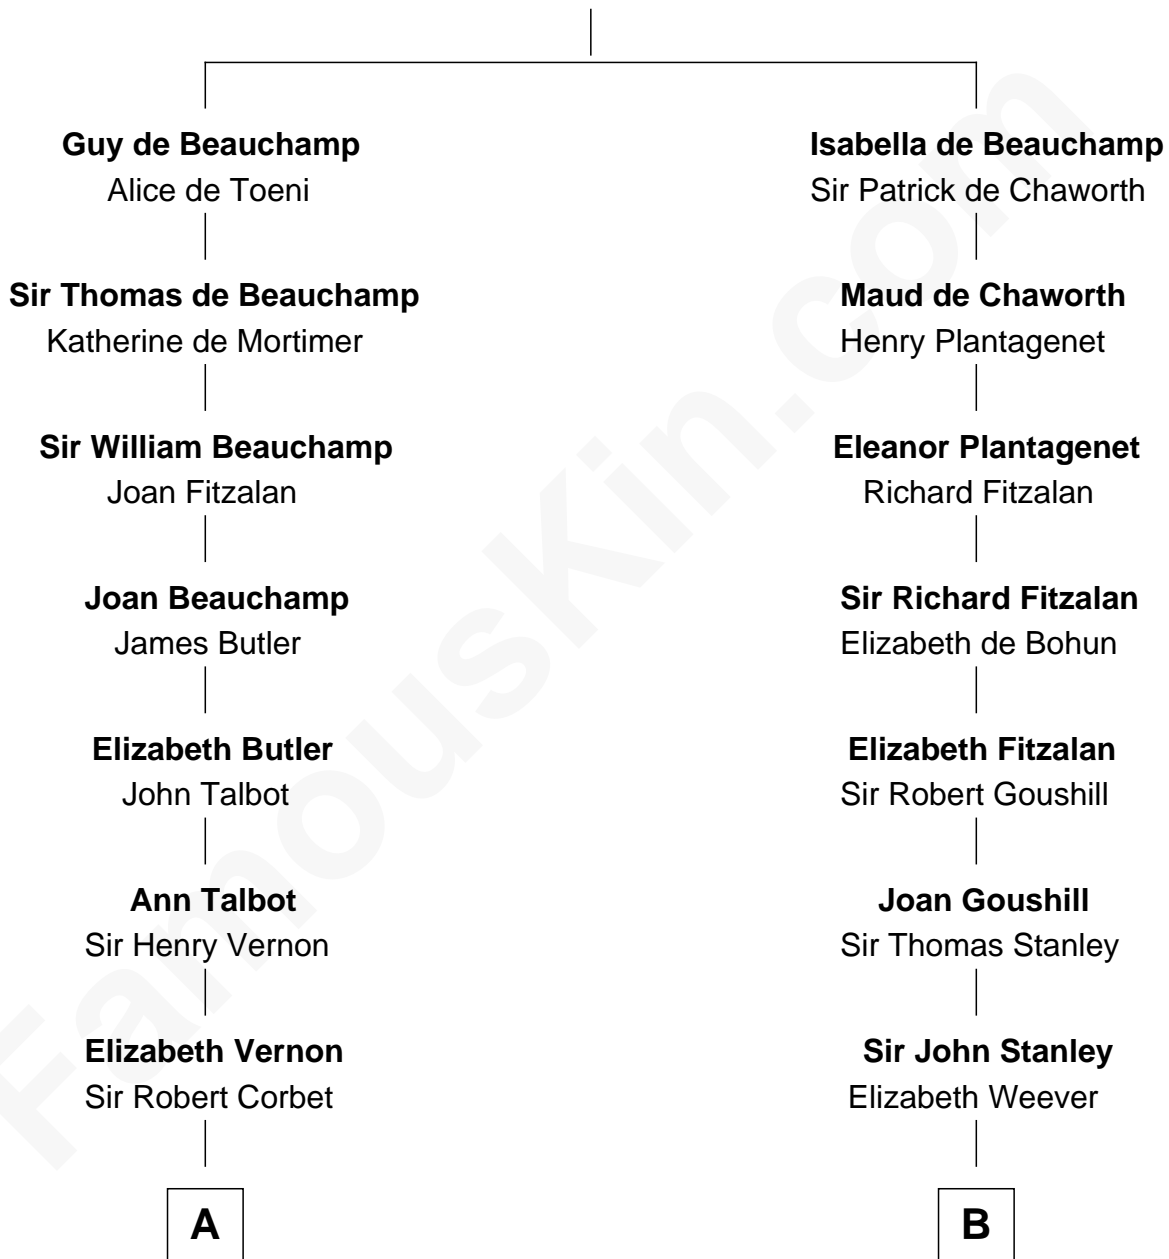 Guy de Beauchamp
Alice de Toeni
Sir Thomas de Beauchamp
Katherine de Mortimer
Sir William Beauchamp
Joan Fitzalan
Joan Beauchamp
James Butler
Elizabeth Butler
John Talbot
Ann Talbot
Sir Henry Vernon
Elizabeth Vernon
Sir Robert Corbet
A
Isabella de Beauchamp
Sir Patrick de Chaworth
Maud de Chaworth
Henry Plantagenet
Eleanor Plantagenet
Richard Fitzalan
Sir Richard Fitzalan
Elizabeth de Bohun
Elizabeth Fitzalan
Sir Robert Goushill
Joan Goushill
Sir Thomas Stanley
Sir John Stanley
Elizabeth Weever
B
FamousKin.com